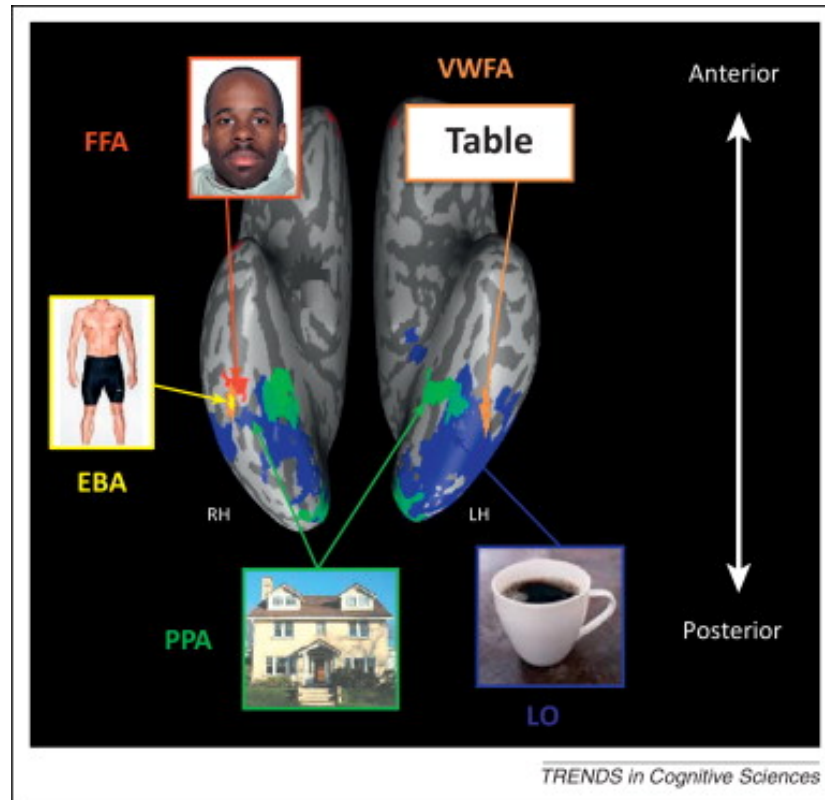 VWFA
Anterior
FFA
Table
EBA
RH
LH
PPA
Posterior
LO
TRENDS in Cognitive Sciences